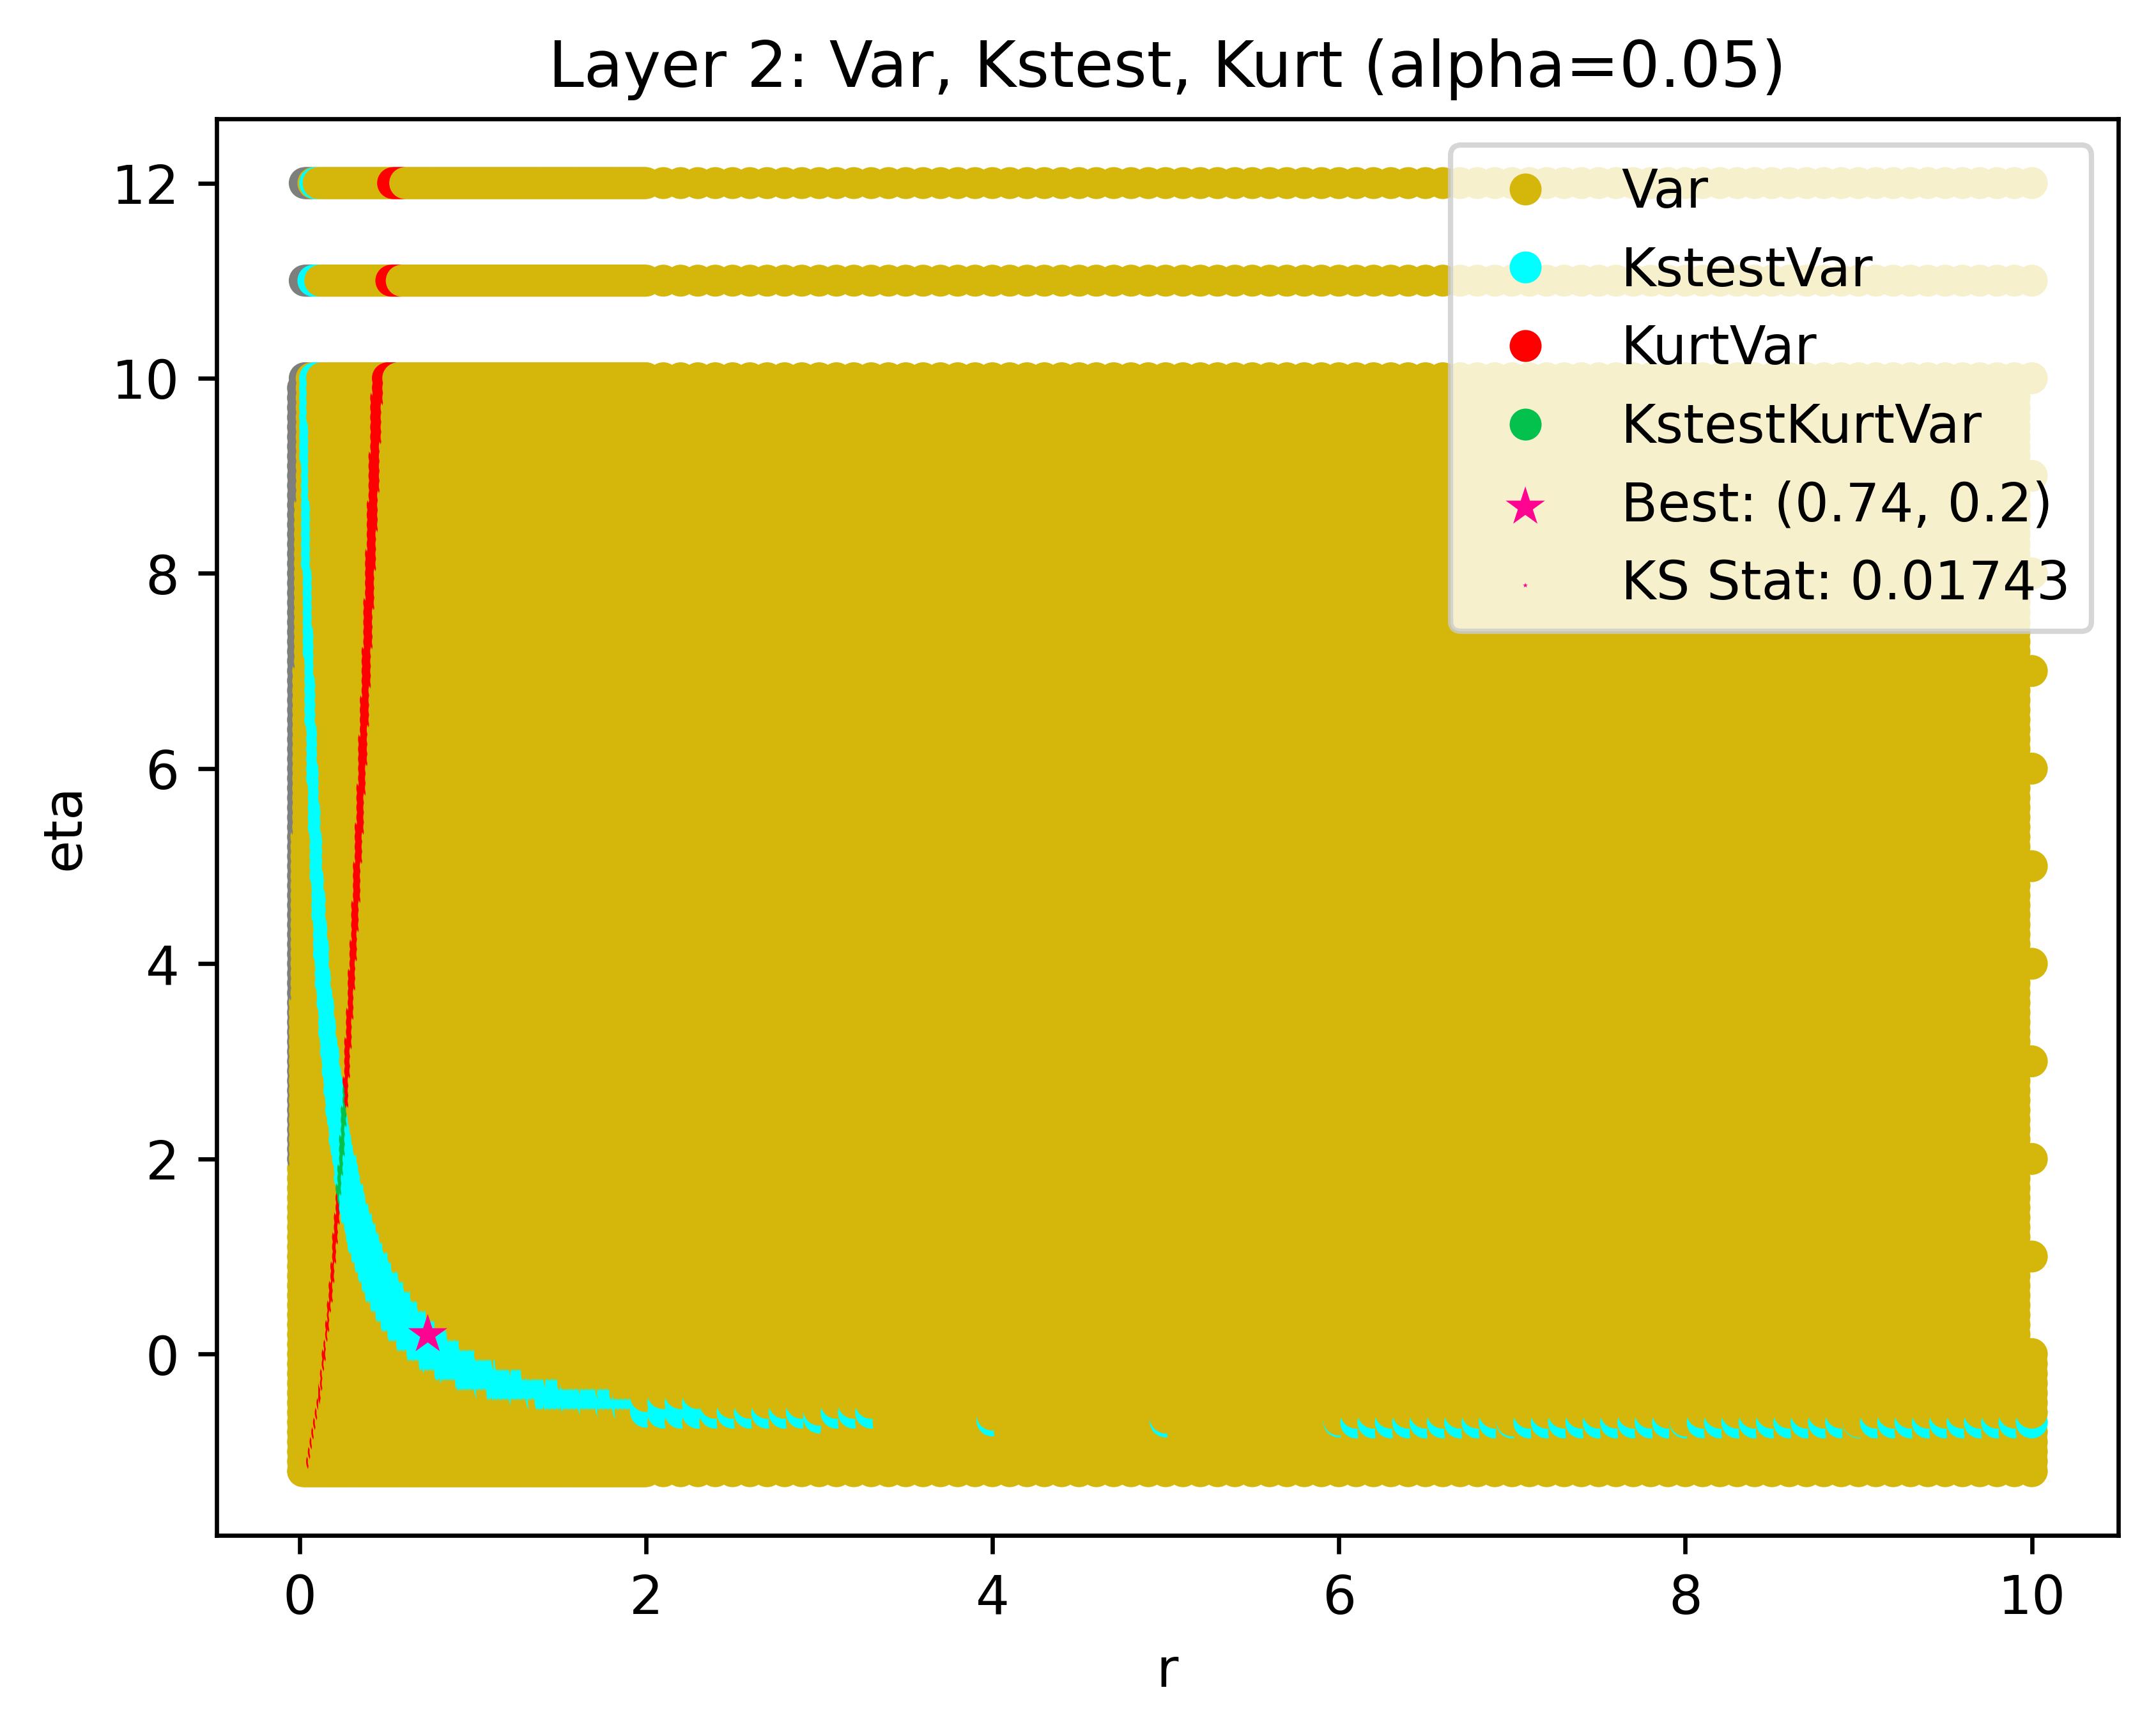 Layer 2: Var, Kstest, Kurt (alpha=0.05)
12
10
8
6
4
2
0
eta
Var
KstestVar
KurtVar
KstestKurtVar
Best: (0.74, 0.2)
KS Stat: 0.01743
0 2 4 6 8 10
r